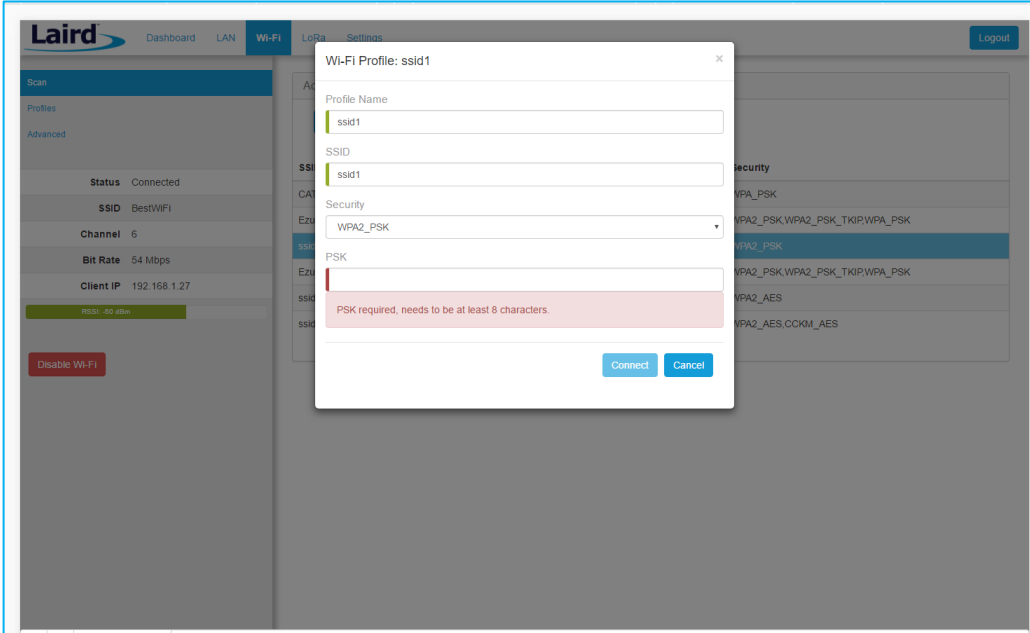 Laird
Dashboard LAN Wi-Fi LoRa Settings Logout
Scan
Profiles
Advanced
Status Connected
SSID BestWiFi
Channel 6
Bit Rate 54 Mbps
Client IP 192.168.1.27
RSSI: -50 dBm
Disable Wi-Fi
Wi-Fi Profile: ssid1 ×
Profile Name
ssid1
SSID
ssid1
Security
WPA2_PSK
PSK
PSK required, needs to be at least 8 characters.
Connect Cancel
Security
WPA_PSK
WPA2_PSK,WPA2_PSK_TKIP,WPA_PSK
WPA2_PSK
WPA2_PSK,WPA2_PSK_TKIP,WPA_PSK
WPA2_AES
WPA2_AES,CCKM_AES